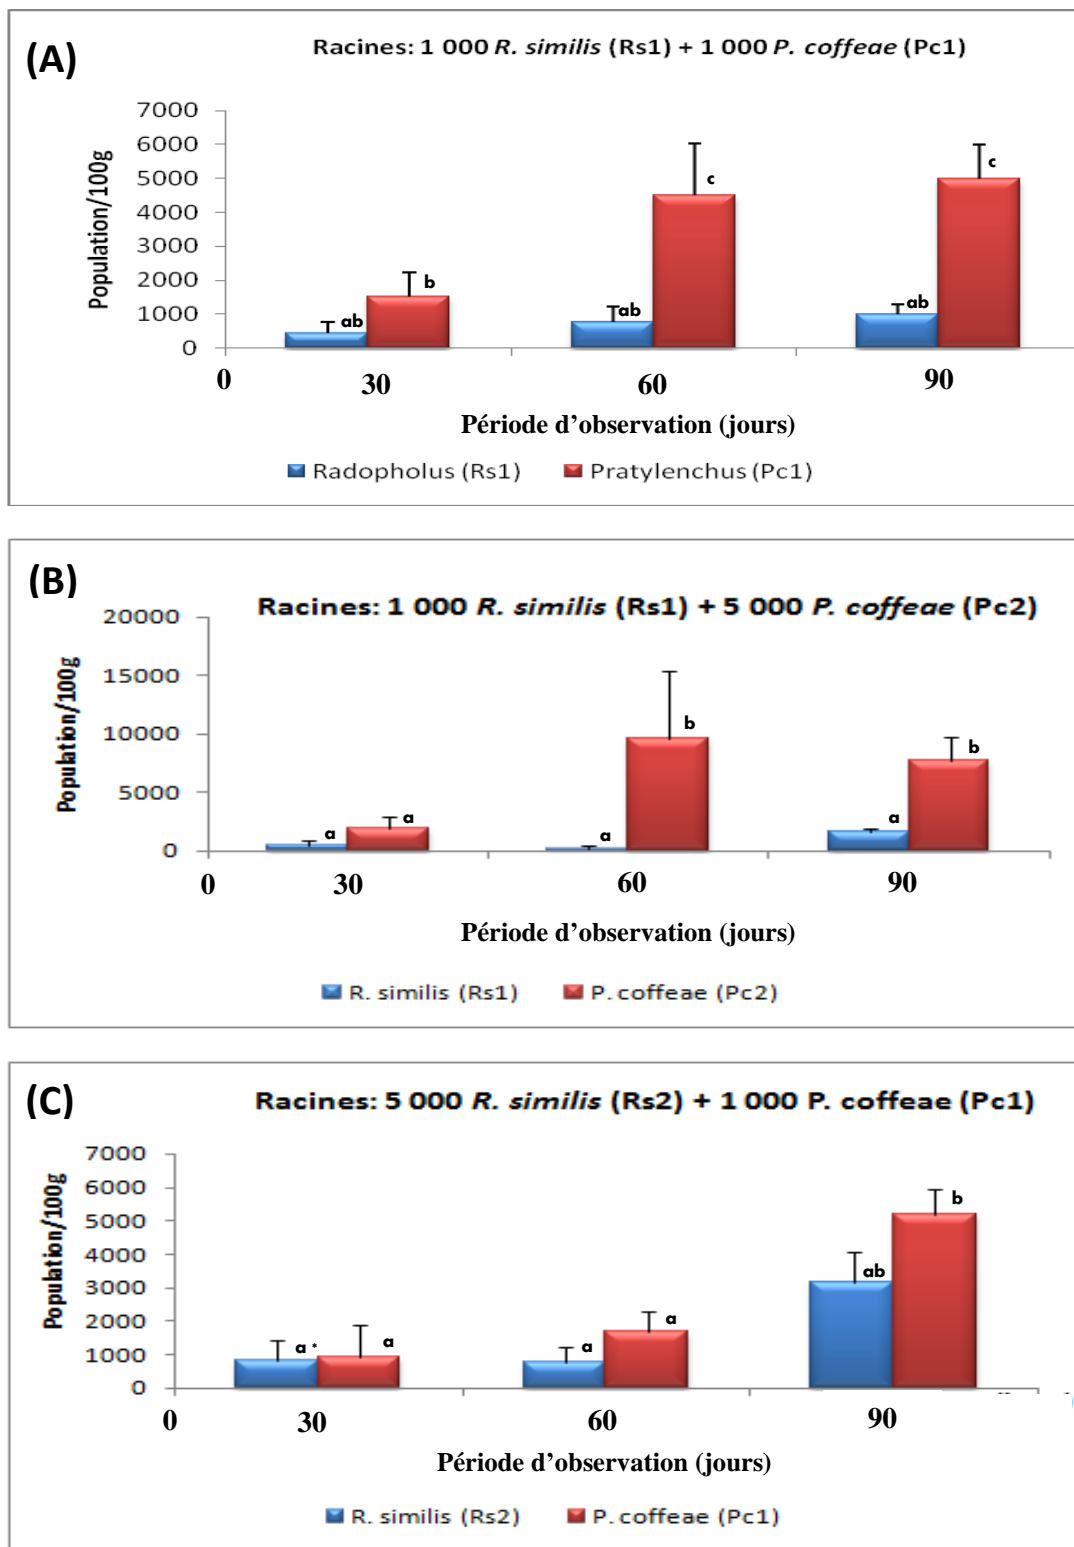 (A)
Racines: 1 000 R. similis (Rs1) + 1 000 P. coffeae (Pc1)
Population/100g
7000
6000
5000
4000
3000
2000
1000
0
ab
b
ab
c
ab
c
0 30 60 90
Période d’observation (jours)
Radopholus (Rs1) Pratylenchus (Pc1)
(B)
Racines: 1 000 R. similis (Rs1) + 5 000 P. coffeae (Pc2)
Population/100g
20000
15000
10000
5000
0
a
a
a
b
a
b
0 30 60 90
Période d’observation (jours)
R. similis (Rs1) P. coffeae (Pc2)
(C)
Racines: 5 000 R. similis (Rs2) + 1 000 P. coffeae (Pc1)
Population/100g
7000
6000
5000
4000
3000
2000
1000
0
a *
a
a
a
ab
b
0 30 60 90
Période d’observation (jours)
R. similis (Rs2) P. coffeae (Pc1)